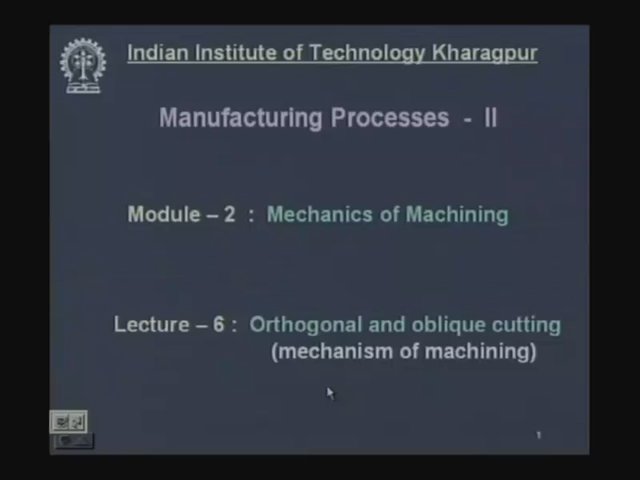 Indian Institute of Technology Kharagpur
Manufacturing Processes - II
Module – 2 : Mechanics of Machining
Lecture – 6 : Orthogonal and oblique cutting
(mechanism of machining)
1